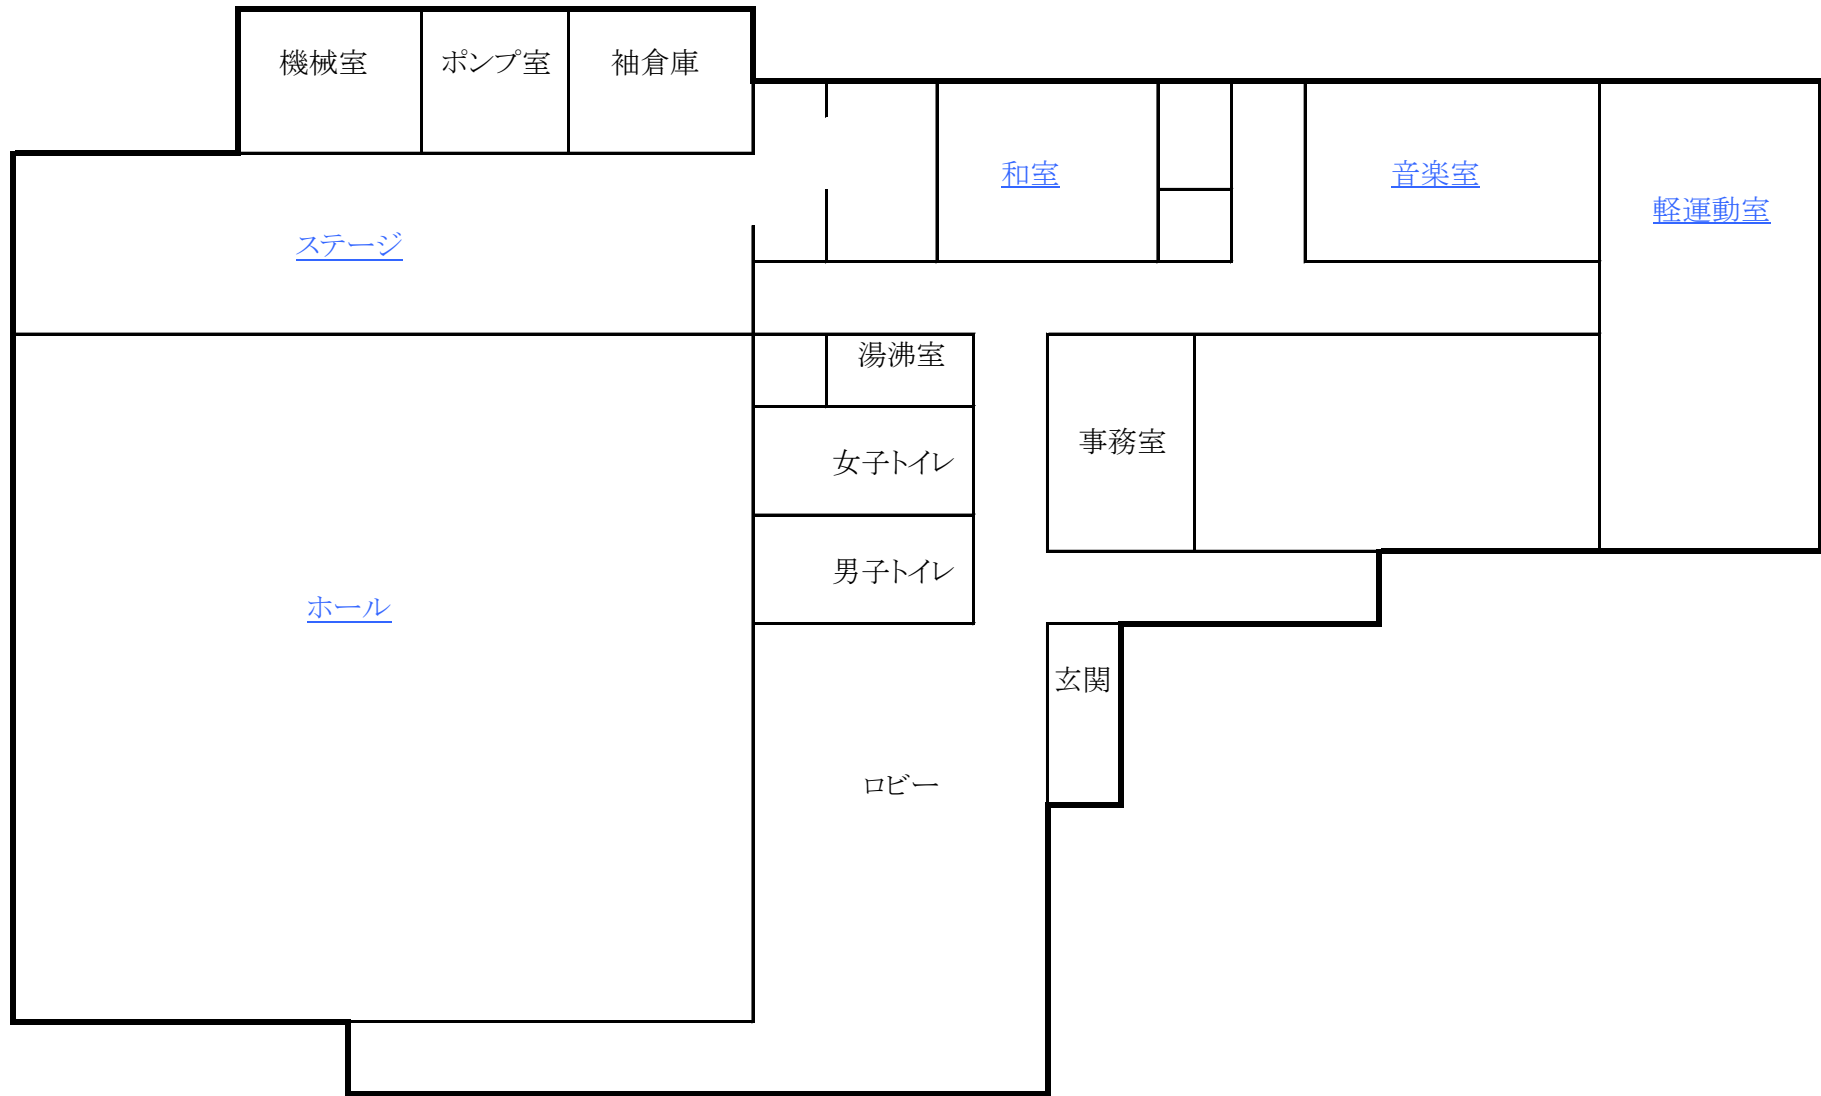 機械室
ポンプ室
袖倉庫
和室
音楽室
軽運動室
ステージ
湯沸室
事務室
女子トイレ
男子トイレ
ホール
玄関
ロビー